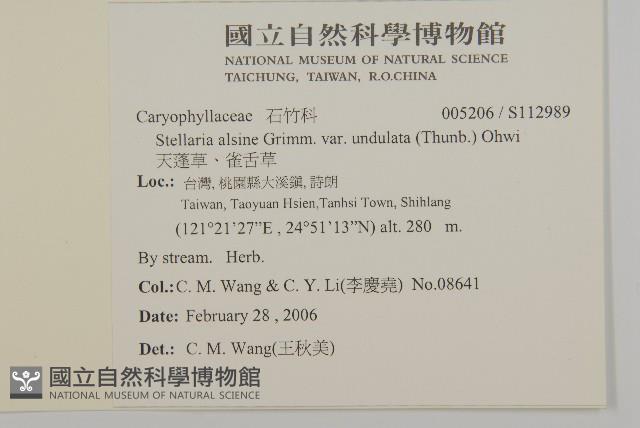 國立自然科學博物館
NATIONAL MUSEUM OF NATURAL SCIENCE
TAICHUNG, TAIWAN, R.O.CHINA
Caryophyllaceae 石竹科 005206 / S112989
Stellaria alsine Grimm. var. undulata (Thunb.) Ohwi
天蓬草、雀舌草
Loc.: 台灣, 桃園縣大溪鎮, 詩朗
Taiwan, Taoyuan Hsien,Tanhsi Town, Shihlang
(121°21'27”E , 24°51'13”N) alt. 280 m.
By stream. Herb.
Col.:C. M. Wang & C. Y. Li(李慶堯) No.08641
Date: February 28 , 2006
Det.: C. M. Wang(王秋美)
國立自然科學博物館
NATIONAL MUSEUM OF NATURAL SCIENCE